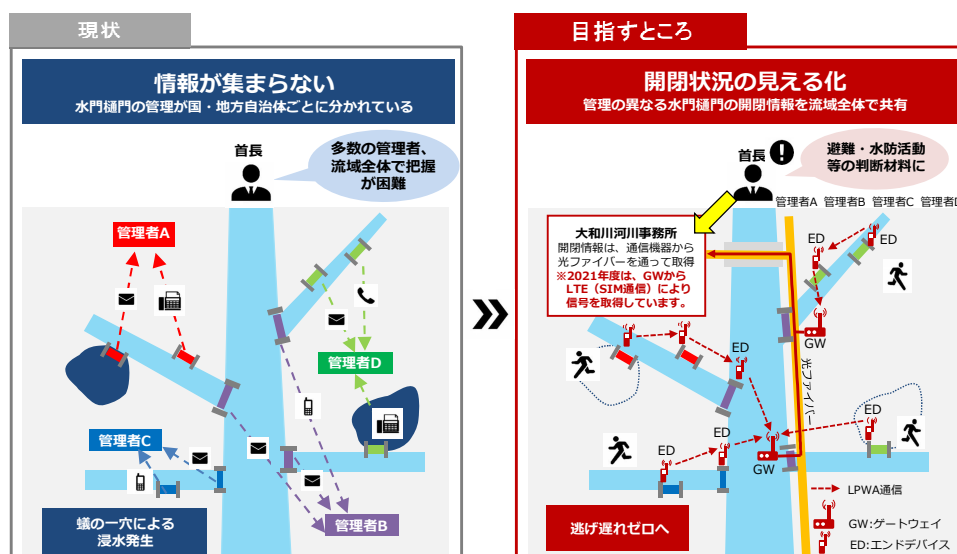 現状
情報が集まらない
水門樋門の管理が国・地方自治体ごとに分かれている
首長
多数の管理者、
流域全体で把握
が困難
管理者A
管理者D
管理者C
管理者B
蟻の一穴による
浸水発生
目指すところ
開閉状況の見える化
管理の異なる水門樋門の開閉情報を流域全体で共有
首長
避難・水防活動
等の判断材料に
管理者A 管理者B 管理者C 管理者D
大和川河川事務所
開閉情報は、通信機器から
光ファイバーを通って取得
※2021年度は、GWから
LTE（SIM通信）により
信号を取得しています。
ED
ED
GW
ED
光ファイバー
ED
ED
ED
GW
LPWA通信
GW:ゲートウェイ
ED:エンドデバイス
逃げ遅れゼロへ